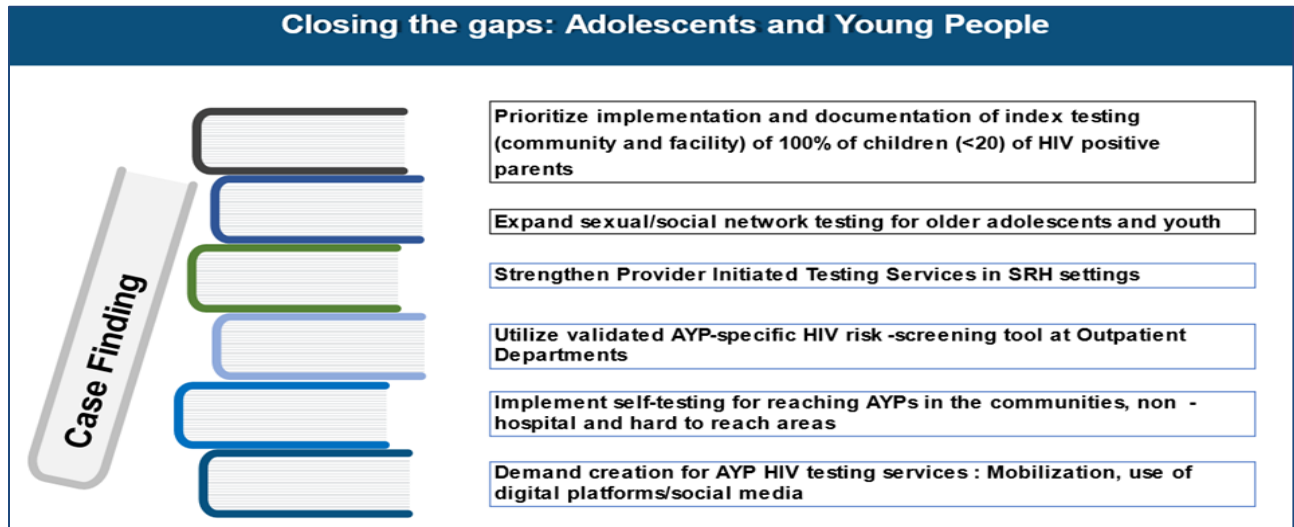 Closing the gaps: Adolescents and Young People
Case Finding
Prioritize implementation and documentation of index testing
(community and facility) of 100% of children (<20) of HIV positive
parents
Expand sexual/social network testing for older adolescents and youth
Strengthen Provider Initiated Testing Services in SRH settings
Utilize validated AYP-specific HIV risk -screening tool at Outpatient
Departments
Implement self-testing for reaching AYPs in the communities, non -
hospital and hard to reach areas
Demand creation for AYP HIV testing services : Mobilization, use of
digital platforms/social media